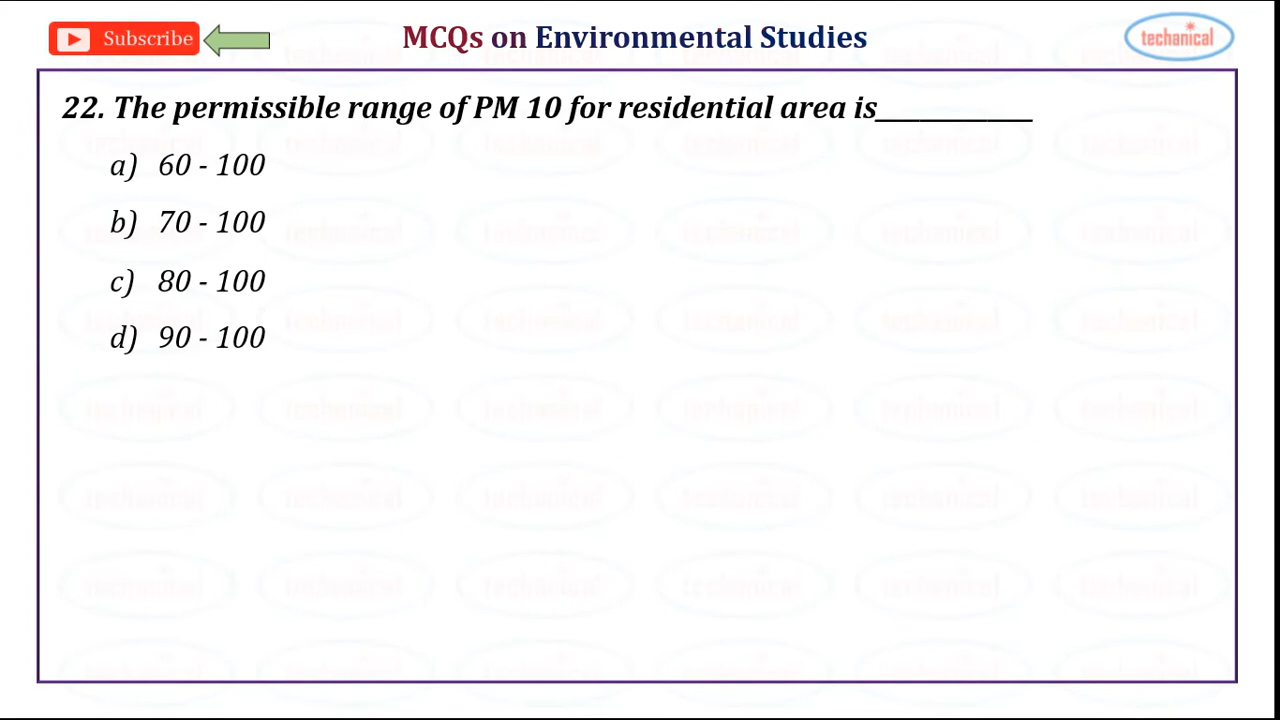 Subscribe
MCQs on Environmental Studies
techanical
22. The permissible range of PM 10 for residential area is____________
a) 60 - 100
b) 70 - 100
c) 80 - 100
d) 90 - 100